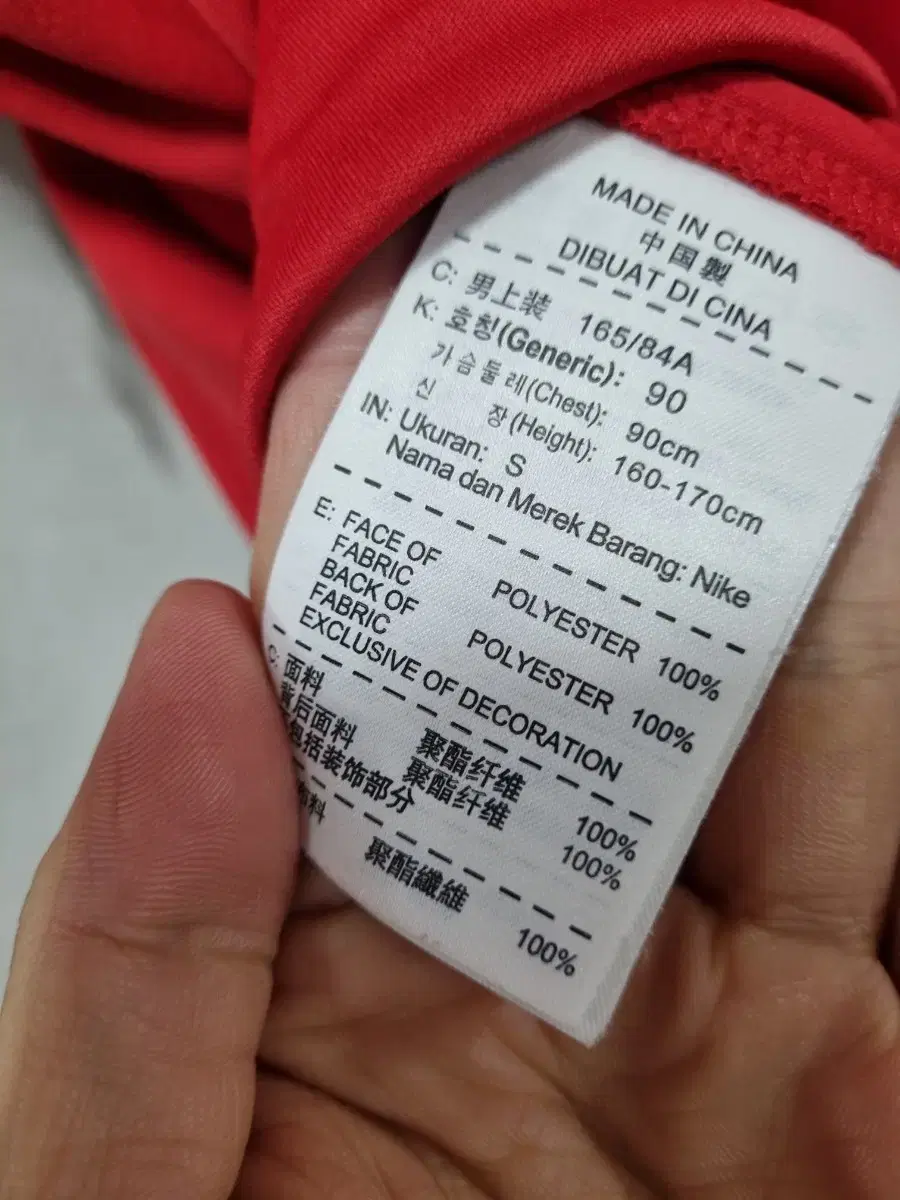 MADE IN CHINA
中国製
DIBUAT DI CINA
C: 男上装 165/84A
K: 호칭(Generic): 90
가슴둘레(Chest): 90cm
신 장(Height): 160-170cm
IN: Ukuran: S
Nama dan Merek Barang: Nike
E: FACE OF
FABRIC POLYESTER 100%
BACK OF
FABRIC POLYESTER 100%
EXCLUSIVE OF DECORATION
C: 面料 聚酯纤维 100%
背后面料 聚酯纤维 100%
包括装饰部分
料 聚酯纖維 100%